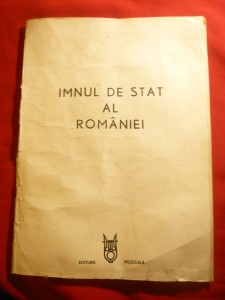 IMNUL DE STAT
AL
ROMÂNIEI
EDITURA MUZICALĂ